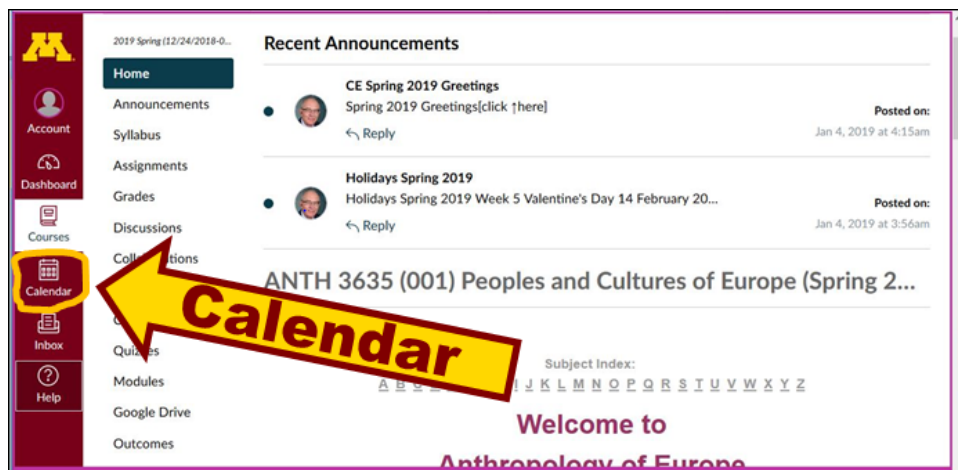 2019 Spring (12/24/2018-0...
Home
Announcements
Syllabus
Assignments
Grades
Discussions
Quizzes
Modules
Google Drive
Outcomes
Account
Dashboard
Courses
Calendar
Inbox
Help
Recent Announcements
CE Spring 2019 Greetings
Spring 2019 Greetings[click ↑here]
Reply
Posted on:
Jan 4, 2019 at 4:15am
Holidays Spring 2019
Holidays Spring 2019 Week 5 Valentine's Day 14 February 20...
Reply
Posted on:
Jan 4, 2019 at 3:56am
ANTH 3635 (001) Peoples and Cultures of Europe (Spring 2...
Calendar
Subject Index:
A B I J K L M N O P Q R S T U V W X Y Z
Welcome to
Anthropology of Europe